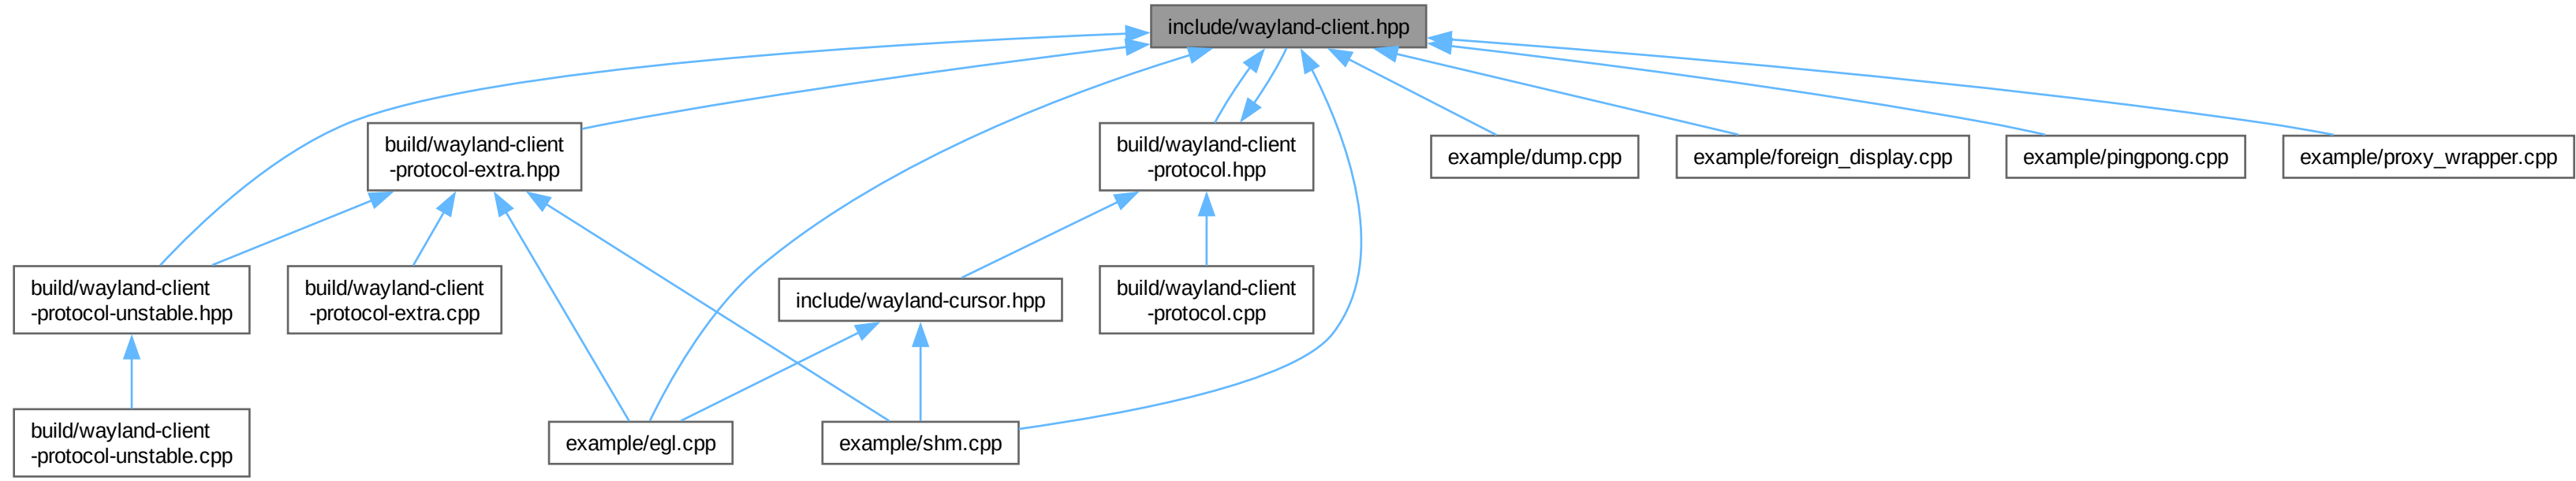 include/wayland-client.hpp
build/wayland-client
-protocol-extra.hpp
build/wayland-client
-protocol.hpp
example/dump.cpp
example/foreign_display.cpp
example/pingpong.cpp
example/proxy_wrapper.cpp
build/wayland-client
-protocol-unstable.hpp
build/wayland-client
-protocol-extra.cpp
include/wayland-cursor.hpp
build/wayland-client
-protocol.cpp
build/wayland-client
-protocol-unstable.cpp
example/egl.cpp
example/shm.cpp